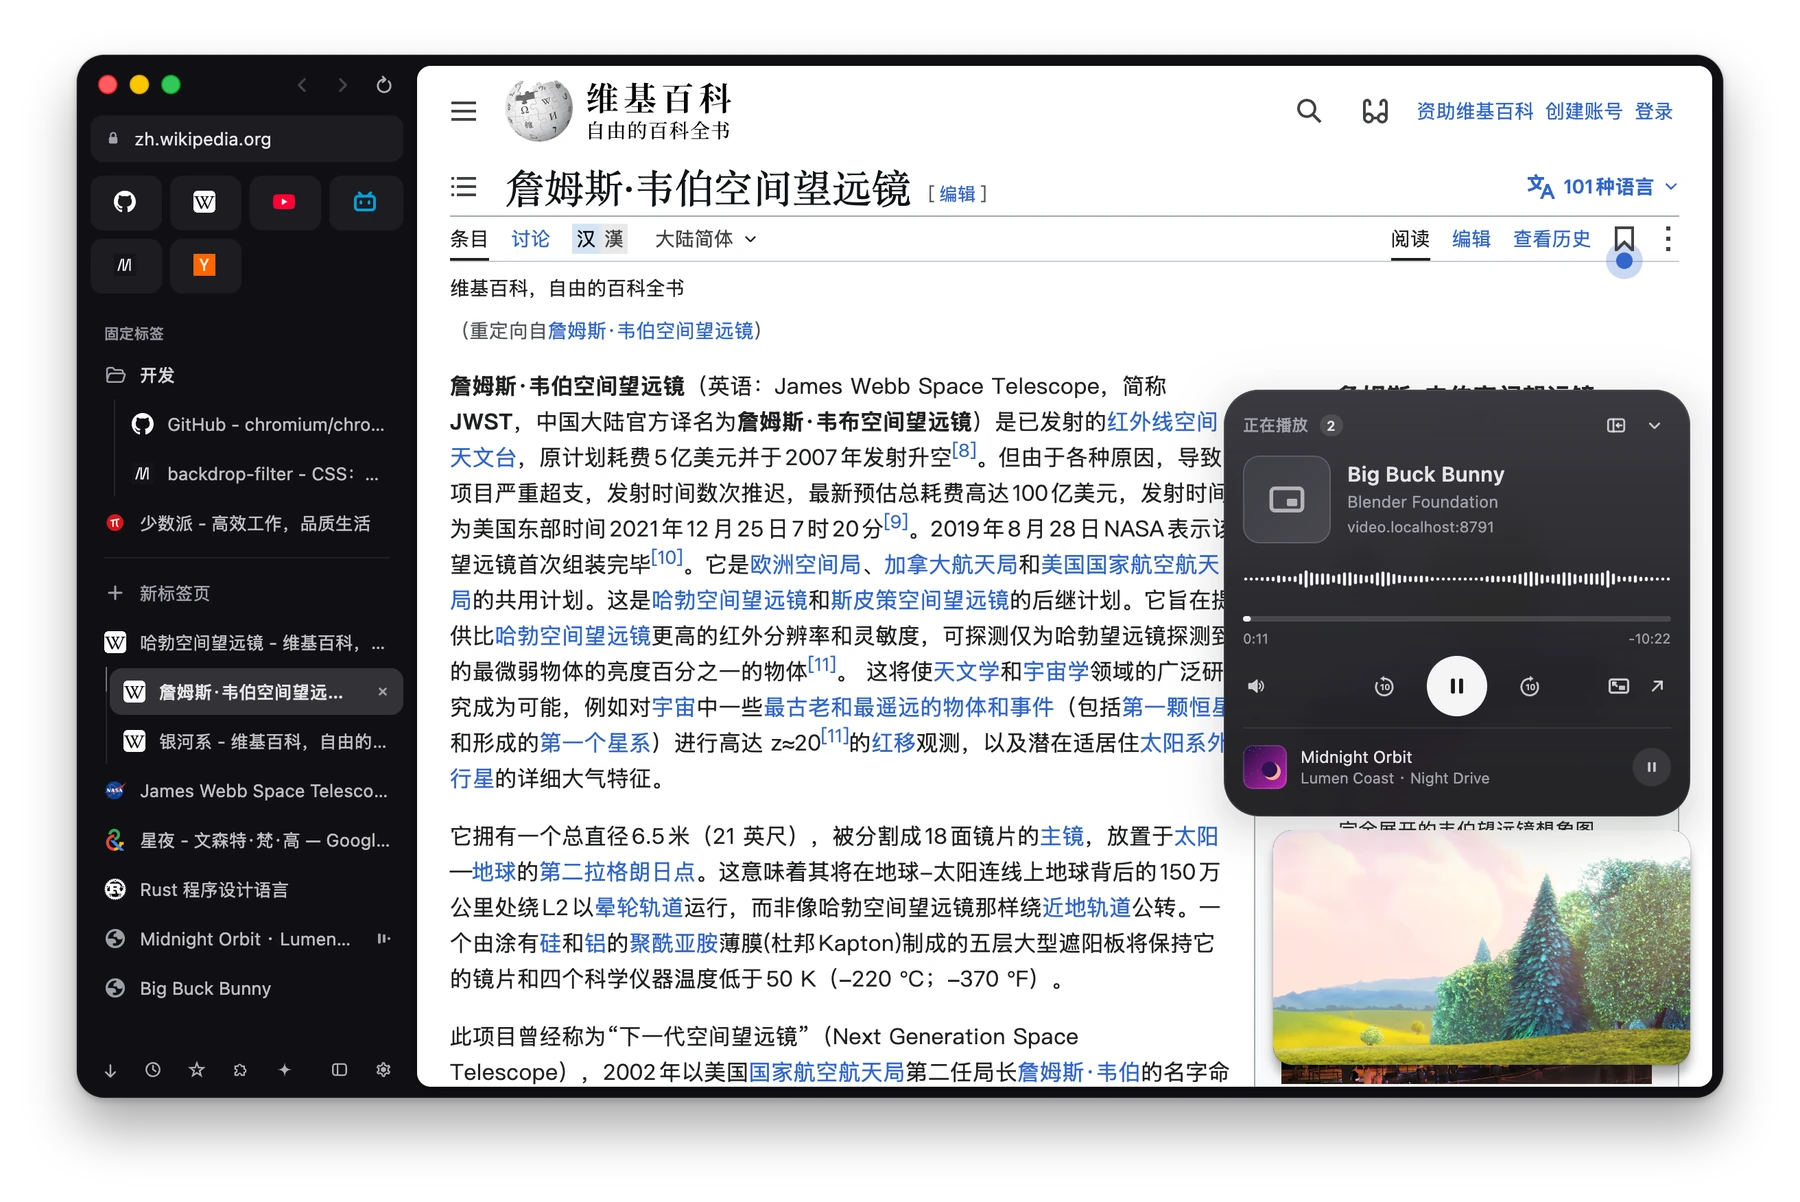 zh.wikipedia.org
固定标签
开发
GitHub - chromium/chro...
backdrop-filter - CSS: ...
少数派 - 高效工作，品质生活
新标签页
哈勃空间望远镜 - 维基百科，...
詹姆斯·韦伯空间望远...
银河系 - 维基百科，自由的...
James Webb Space Telesco...
星夜 - 文森特·梵·高 — Googl...
Rust 程序设计语言
Midnight Orbit · Lumen...
Big Buck Bunny
维基百科
自由的百科全书
资助维基百科 创建账号 登录
詹姆斯·韦伯空间望远镜 [ 编辑 ]
101种语言
条目 讨论 汉 漢 大陆简体
阅读 编辑 查看历史
维基百科，自由的百科全书
（重定向自詹姆斯·韦伯空间望远镜）
詹姆斯·韦伯空间望远镜（英语：James Webb Space Telescope，简称
JWST，中国大陆官方译名为詹姆斯·韦布空间望远镜）是已发射的红外线空间
天文台，原计划耗费5亿美元并于2007年发射升空[8]。但由于各种原因，导致
项目严重超支，发射时间数次推迟，最新预估总耗费高达100亿美元，发射时间
为美国东部时间2021年12月25日7时20分[9]。2019年8月28日NASA表示该
望远镜首次组装完毕[10]。它是欧洲空间局、加拿大航天局和美国国家航空航天
局的共用计划。这是哈勃空间望远镜和斯皮策空间望远镜的后继计划。它旨在提
供比哈勃空间望远镜更高的红外分辨率和灵敏度，可探测仅为哈勃望远镜探测到
的最微弱物体的亮度百分之一的物体[11]。 这将使天文学和宇宙学领域的广泛研
究成为可能，例如对宇宙中一些最古老和最遥远的物体和事件（包括第一颗恒星
和形成的第一个星系）进行高达 z≈20[11]的红移观测，以及潜在适居住太阳系外
行星的详细大气特征。
它拥有一个总直径6.5米（21 英尺），被分割成18面镜片的主镜，放置于太阳
—地球的第二拉格朗日点。这意味着其将在地球–太阳连线上地球背后的150万
公里处绕L2以晕轮轨道运行，而非像哈勃空间望远镜那样绕近地轨道公转。一
个由涂有硅和铝的聚酰亚胺薄膜(杜邦Kapton)制成的五层大型遮阳板将保持它
的镜片和四个科学仪器温度低于50 K（−220 °C；−370 °F）。
此项目曾经称为“下一代空间望远镜”（Next Generation Space
Telescope），2002年以美国国家航空航天局第二任局长詹姆斯·韦伯的名字命
正在播放 2
Big Buck Bunny
Blender Foundation
video.localhost:8791
0:11
-10:22
10
10
Midnight Orbit
Lumen Coast · Night Drive
完全展开的韦伯望远镜想象图